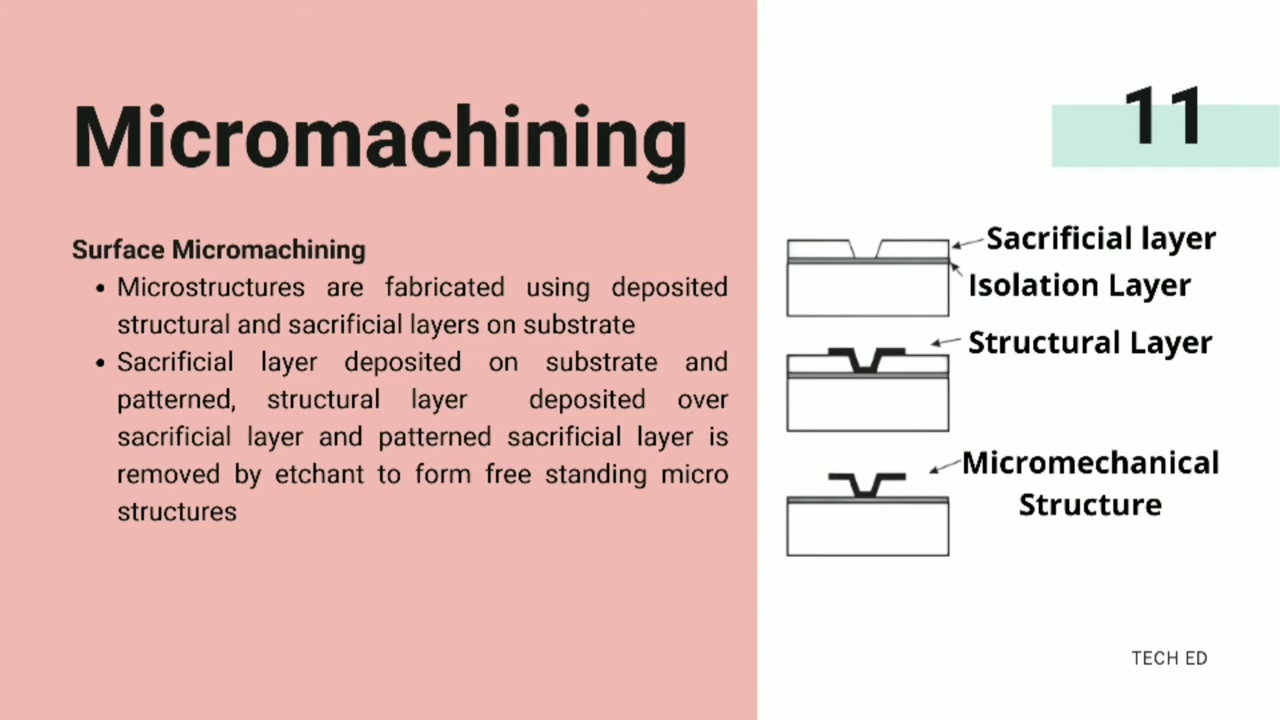 Micromachining
11
Surface Micromachining
• Microstructures are fabricated using deposited
structural and sacrificial layers on substrate
• Sacrificial layer deposited on substrate and
patterned, structural layer deposited over
sacrificial layer and patterned sacrificial layer is
removed by etchant to form free standing micro
structures
Sacrificial layer
Isolation Layer
Structural Layer
Micromechanical
Structure
TECH ED